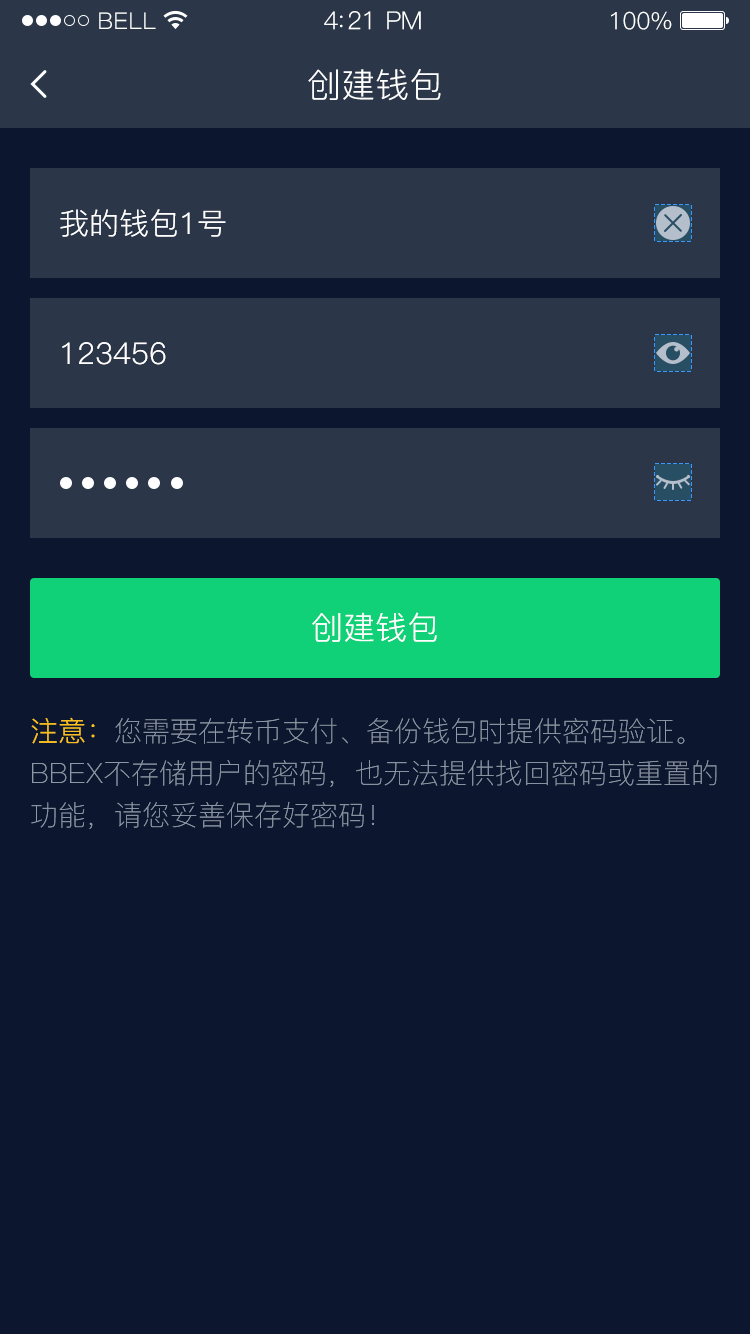 BELL 4:21 PM 100%
创建钱包
我的钱包1号
123456
••••••
创建钱包
注意：您需要在转币支付、备份钱包时提供密码验证。
BBEX不存储用户的密码，也无法提供找回密码或重置的
功能，请您妥善保存好密码！